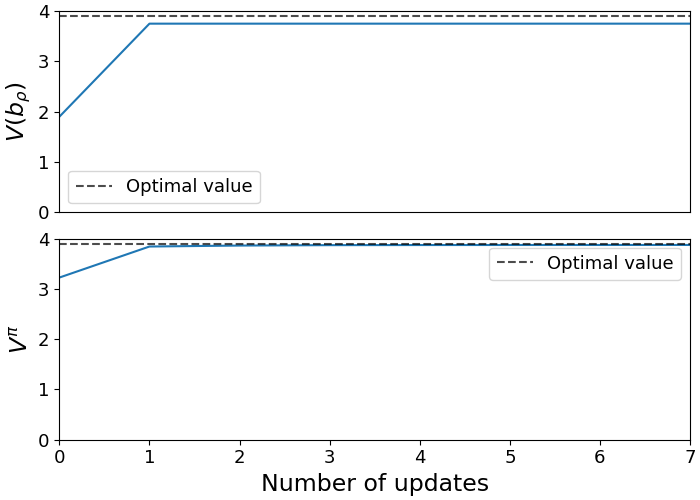 4
3
V(b_ρ)
2
1
Optimal value
0
4
Optimal value
3
V^π
2
1
0
0 1 2 3 4 5 6 7
Number of updates